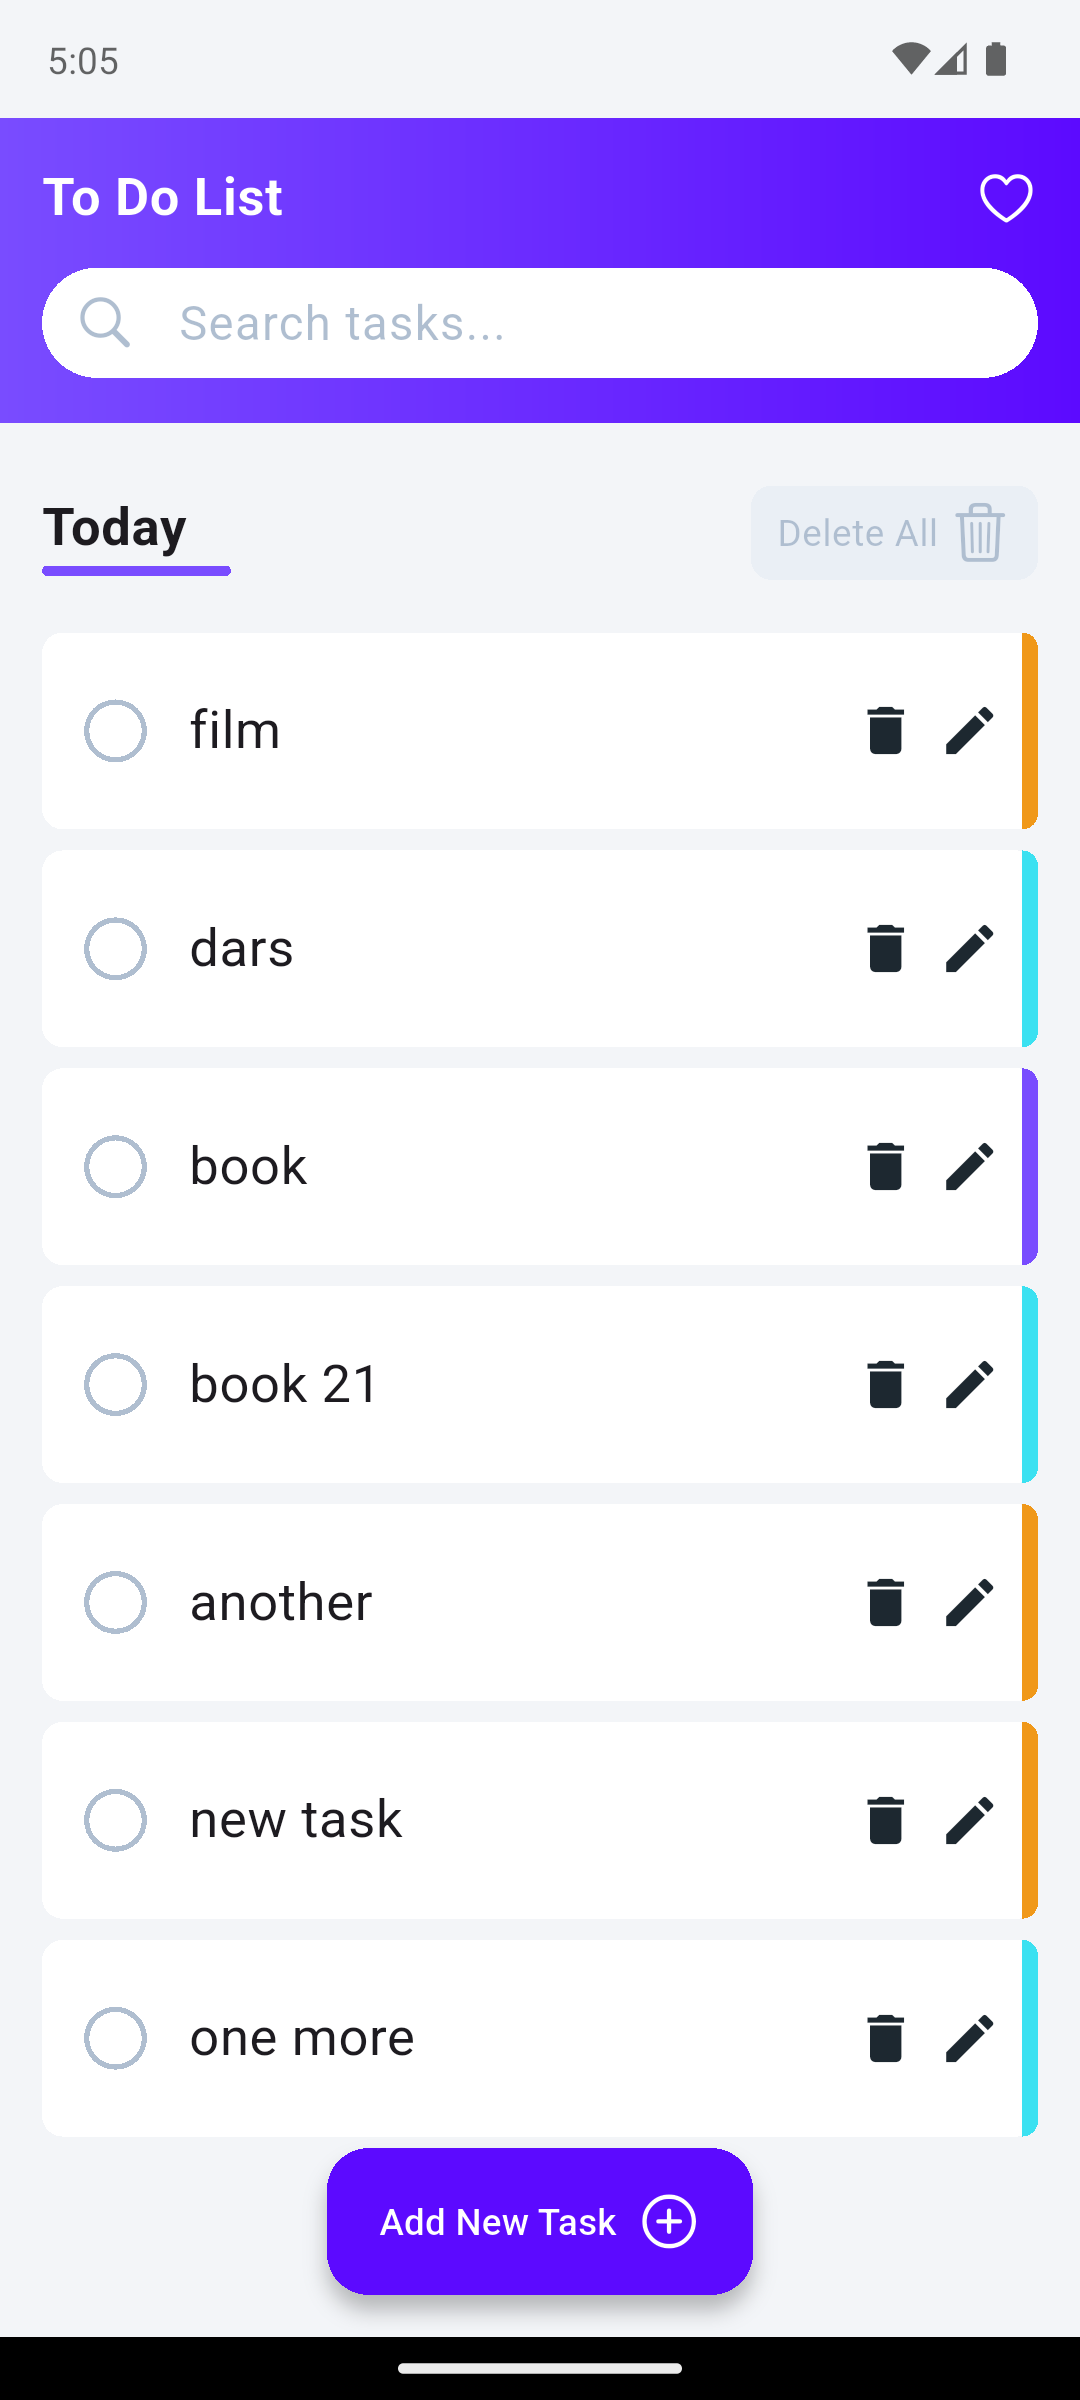 5:05
To Do List
Search tasks...
Today
Delete All
film
dars
book
book 21
another
new task
one more
Add New Task